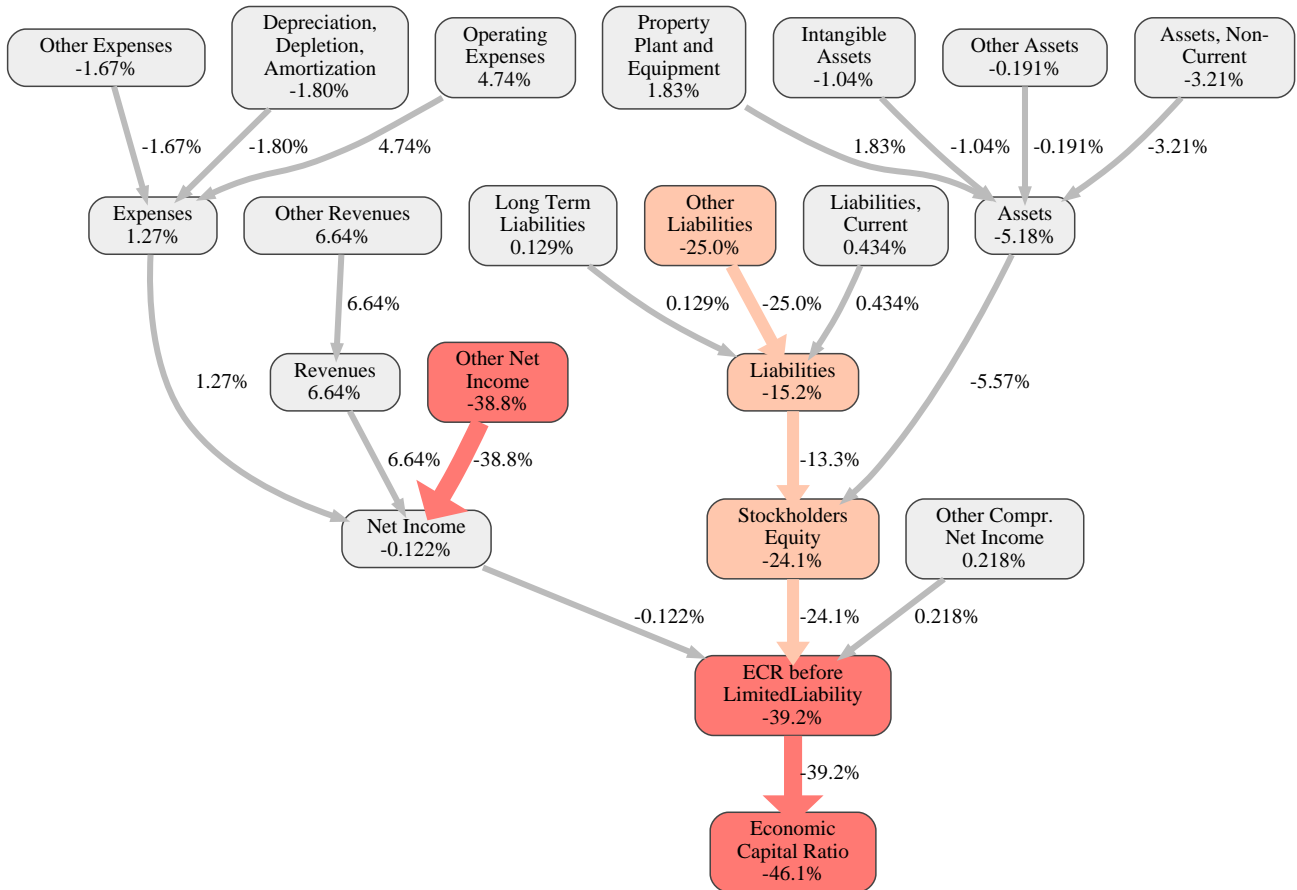 Other Expenses
-1.67%
Depreciation,
Depletion,
Amortization
-1.80%
Operating
Expenses
4.74%
Property
Plant and
Equipment
1.83%
Intangible
Assets
-1.04%
Other Assets
-0.191%
Assets, Non-
Current
-3.21%
-1.67%
-1.80%
4.74%
1.83%
-1.04%
-0.191%
-3.21%
Expenses
1.27%
Other Revenues
6.64%
Long Term
Liabilities
0.129%
Other
Liabilities
-25.0%
Liabilities,
Current
0.434%
Assets
-5.18%
6.64%
0.129%
-25.0%
0.434%
1.27%
Revenues
6.64%
Other Net
Income
-38.8%
Liabilities
-15.2%
-5.57%
6.64%
-38.8%
-13.3%
Net Income
-0.122%
Stockholders
Equity
-24.1%
Other Compr.
Net Income
0.218%
-0.122%
-24.1%
0.218%
ECR before
LimitedLiability
-39.2%
-39.2%
Economic
Capital Ratio
-46.1%